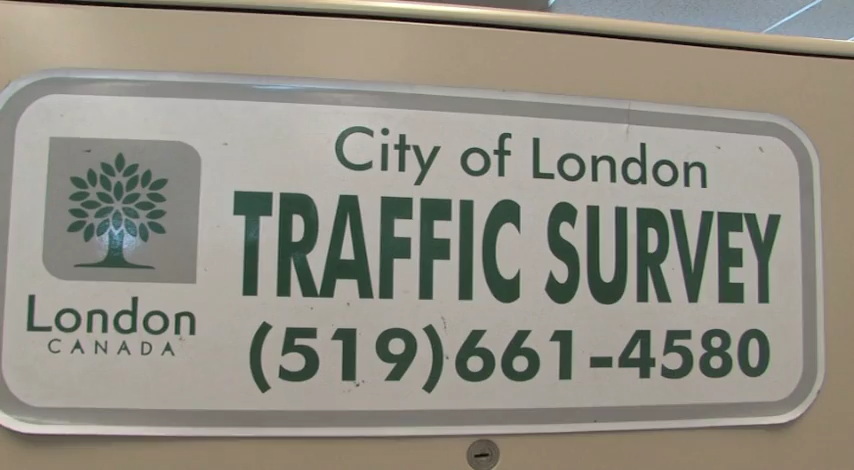 City of London
TRAFFIC SURVEY
(519)661-4580
London
CANADA